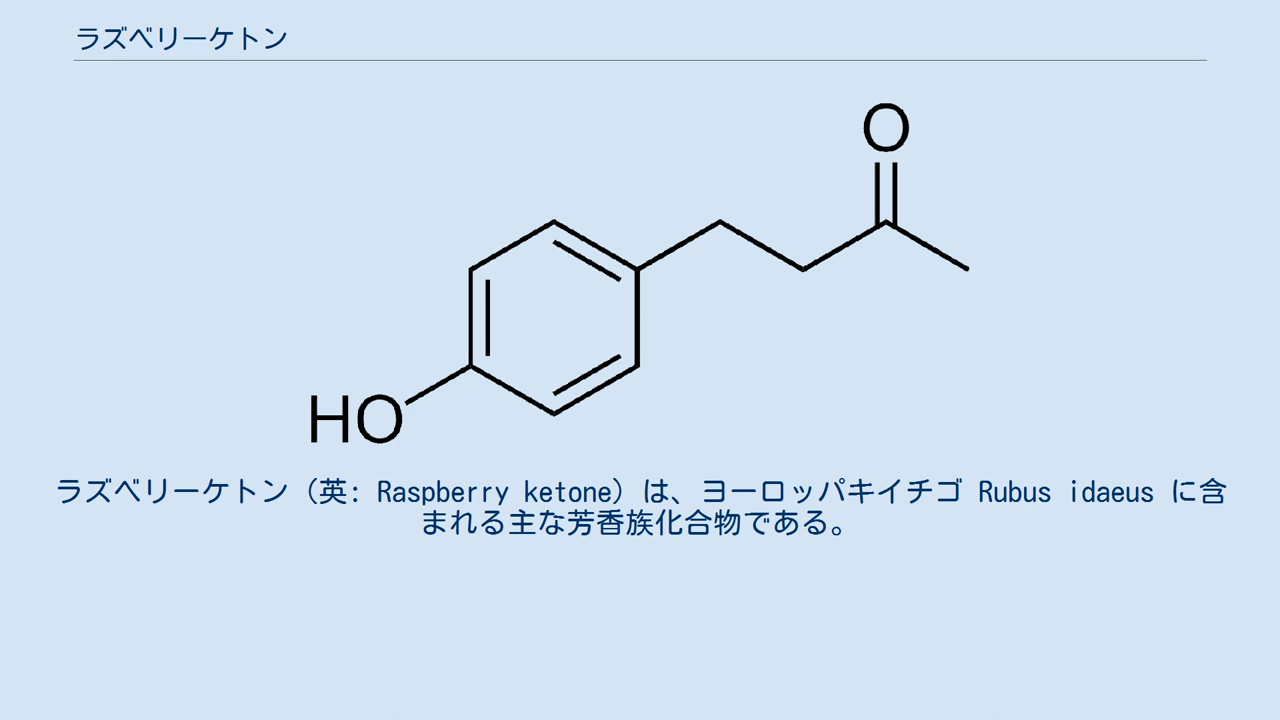 ラズベリーケトン
O
HO
ラズベリーケトン（英: Raspberry ketone）は、ヨーロッパキイチゴ Rubus idaeus に含
まれる主な芳香族化合物である。